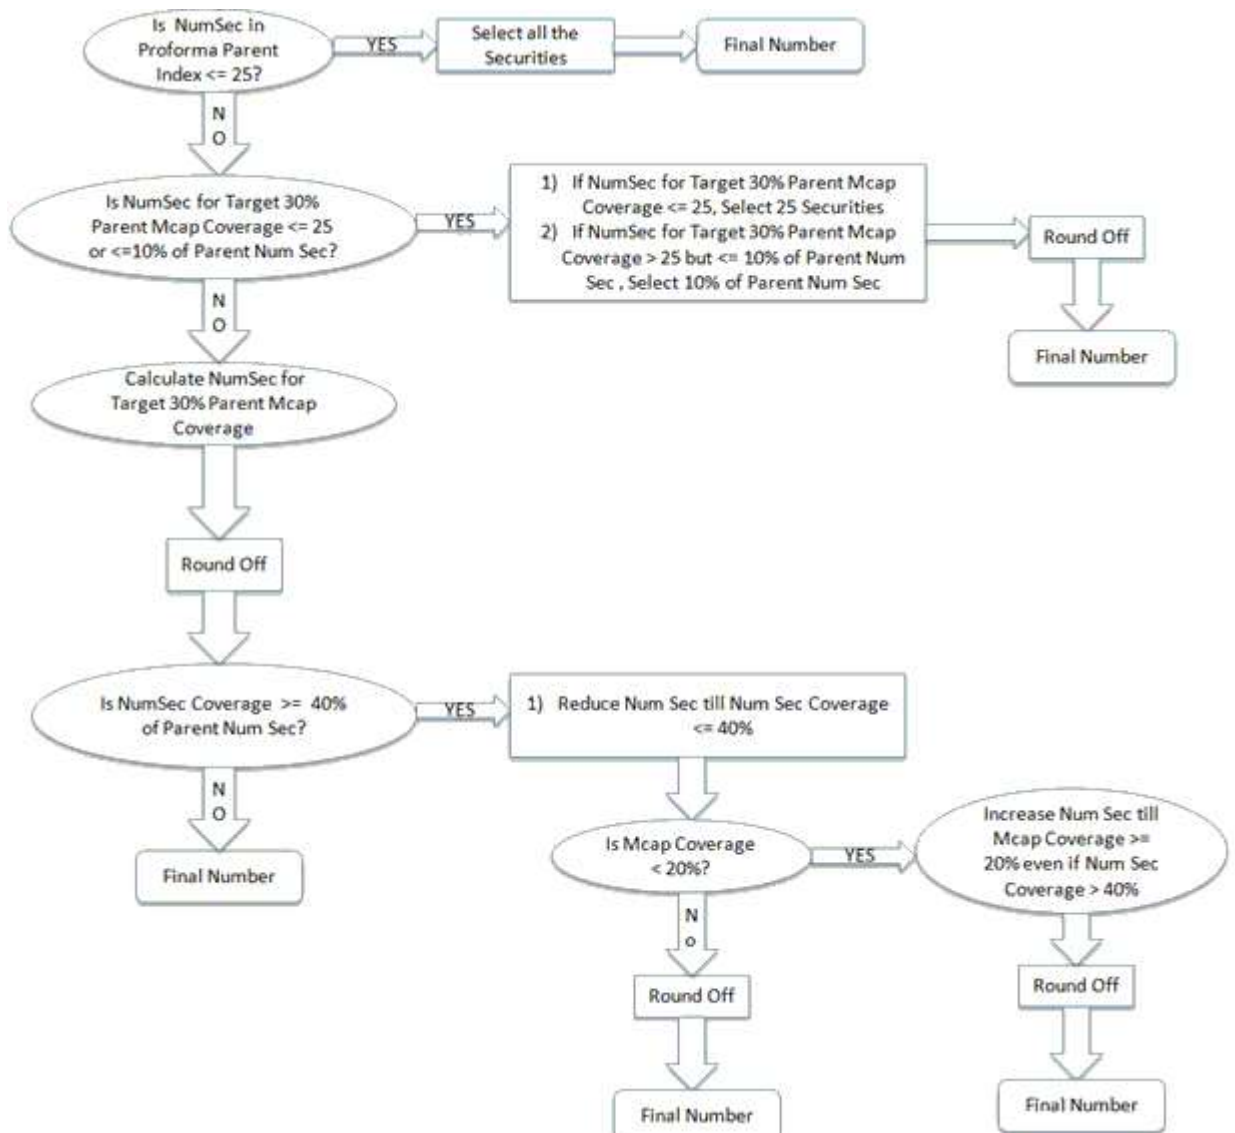 Is NumSec in
Proforma Parent
Index <= 25?
YES
Select all the
Securities
Final Number
N
O
Is NumSec for Target 30%
Parent Mcap Coverage <= 25
or <=10% of Parent Num Sec?
YES
1) If NumSec for Target 30% Parent Mcap
Coverage <= 25, Select 25 Securities
2) If NumSec for Target 30% Parent Mcap
Coverage > 25 but <= 10% of Parent Num
Sec , Select 10% of Parent Num Sec
Round Off
Final Number
N
O
Calculate NumSec for
Target 30% Parent Mcap
Coverage
Round Off
Is NumSec Coverage >= 40%
of Parent Num Sec?
YES
1) Reduce Num Sec till Num Sec Coverage
<= 40%
N
O
Final Number
Is Mcap Coverage
< 20%?
YES
Increase Num Sec till
Mcap Coverage >=
20% even if Num Sec
Coverage > 40%
N
o
Round Off
Final Number
Round Off
Final Number